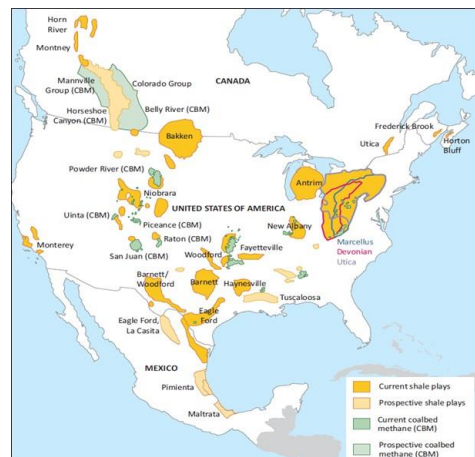 Horn
River
Montney
Mannville
Group (CBM)
Colorado Group
CANADA
Horseshoe
Canyon (CBM)
Belly River (CBM)
Bakken
Frederick Brook
Utica
Horton
Bluff
Powder River (CBM)
Antrim
Niobrara
Uinta (CBM)
UNITED STATES OF AMERICA
Piceance (CBM)
New Albany
Monterey
Raton (CBM)
Fayetteville
Marcellus
Devonian
Utica
San Juan (CBM)
Woodford
Barnett/
Woodford
Barnett
Haynesville
Tuscaloosa
Eagle Ford,
La Casita
Eagle
Ford
MEXICO
Pimienta
Maltrata
Current shale plays
Prospective shale plays
Current coalbed
methane (CBM)
Prospective coalbed
methane (CBM)